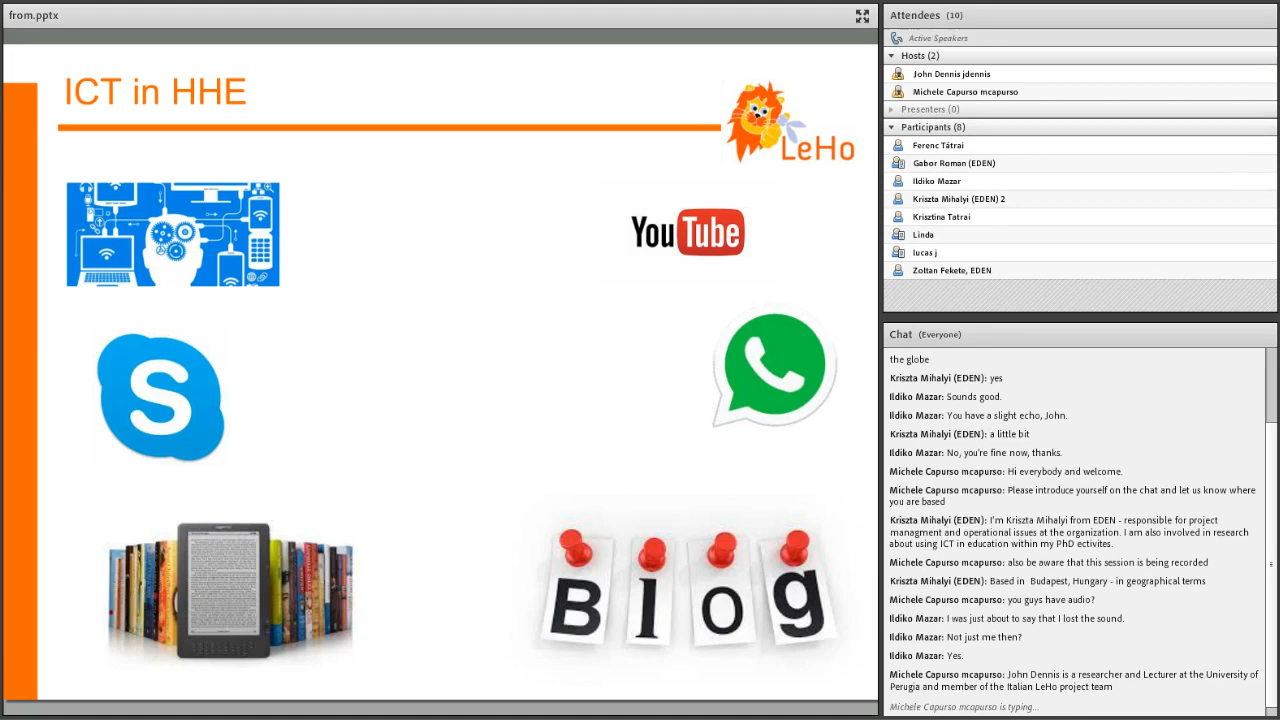 from.pptx
ICT in HHE
LeHo
YouTube
S
Blog
Attendees (10)
Active Speakers
Hosts (2)
John Dennis jdennis
Michele Capurso mcapurso
Presenters (0)
Participants (8)
Ferenc Tátrai
Gabor Roman (EDEN)
Ildiko Mazar
Kriszta Mihalyi (EDEN) 2
Krisztina Tatrai
Linda
lucas j
Zoltan Fekete, EDEN
Chat (Everyone)
the globe
Kriszta Mihalyi (EDEN): yes
Ildiko Mazar: Sounds good.
Ildiko Mazar: You have a slight echo, John.
Kriszta Mihalyi (EDEN): a little bit
Ildiko Mazar: No, you're fine now, thanks.
Michele Capurso mcapurso: Hi everybody and welcome.
Michele Capurso mcapurso: Please introduce yourself on the chat and let us know where
you are based
Kriszta Mihalyi (EDEN): I'm Kriszta Mihalyi from EDEN - responsible for project
managment and operational issues at the organization. I am also involved in research
about using ICT in education within my PhD activites
Michele Capurso mcapurso: also be aware that this session is being recorded
Kriszta Mihalyi (EDEN): Based in Budapest, Hungary - in geographical terms
Michele Capurso mcapurso: you guys have audio?
Ildiko Mazar: I was just about to say that I lost the sound.
Ildiko Mazar: Not just me then?
Ildiko Mazar: Yes.
Michele Capurso mcapurso: John Dennis is a researcher and Lecturer at the University of
Perugia and member of the Italian LeHo project team
Michele Capurso mcapurso is typing...